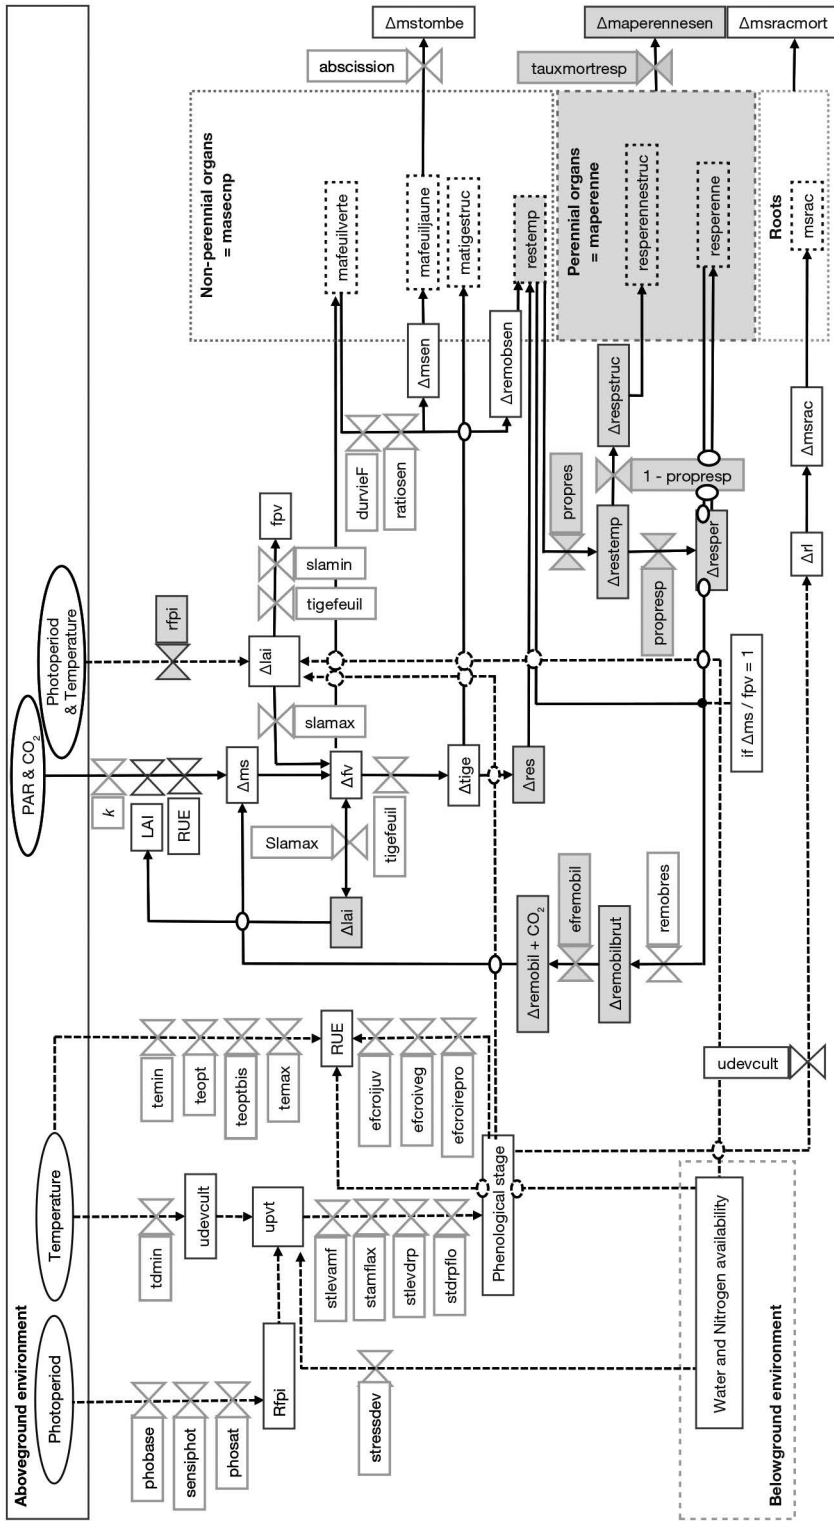 Aboveground environment
Photoperiod
Temperature
PAR & CO2
Photoperiod
& Temperature
phobase
sensiphot
phosat
Rfpi
stressdev
tdmin
udevcult
upvt
stlevamf
stamflax
stlevdrp
stdrpflo
Phenological stage
temin
teopt
teoptbis
temax
RUE
efcroijuv
efcroiveg
efcroirepro
Water and Nitrogen availability
Belowground environment
udevcult
k
LAI
RUE
Δms
Slamax
Δlai
Δfv
tigefeuil
Δtige
Δres
Δremobil + CO2
efremobil
Δremobilbrut
remobres
if Δms / fpv = 1
rfpi
Δlai
slamax
tigefeuil
slamin
fpv
durvieF
ratiosen
Δmsen
Δremobsen
propres
Δrestemp
propresp
Δrespstruc
1 - propresp
Δresper
Δrl
Δmsrac
Non-perennial organs
= masecnp
mafeuilverte
mafeuiljaune
matigestruc
restemp
Perennial organs
= maperenne
resperennestruc
resperenne
Roots
msrac
abscission
Δmstombe
tauxmortresp
Δmaperennesen
Δmsracmort